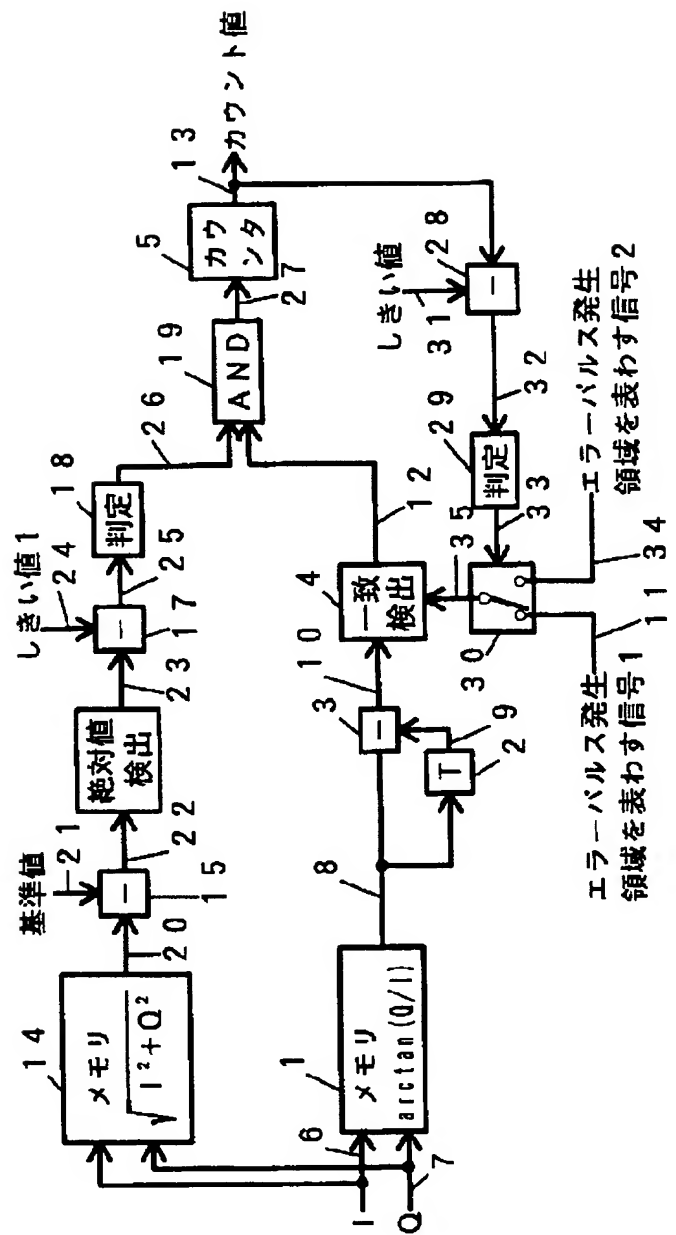 I
Q
6
7
14
メモリ
√I²+Q²
20
基準値
21
−
15
22
絶対値
検出
23
しきい値1
24
−
17
25
18
判定
26
19
AND
27
5
カウ
ンタ
13
カウント値
1
メモリ
arctan(Q/I)
8
T
2
9
3
−
10
4
一致
検出
12
35
しきい値
31
−
28
32
29
判定
33
30
エラーパルス発生
領域を表わす信号1
11
エラーパルス発生
領域を表わす信号2
34